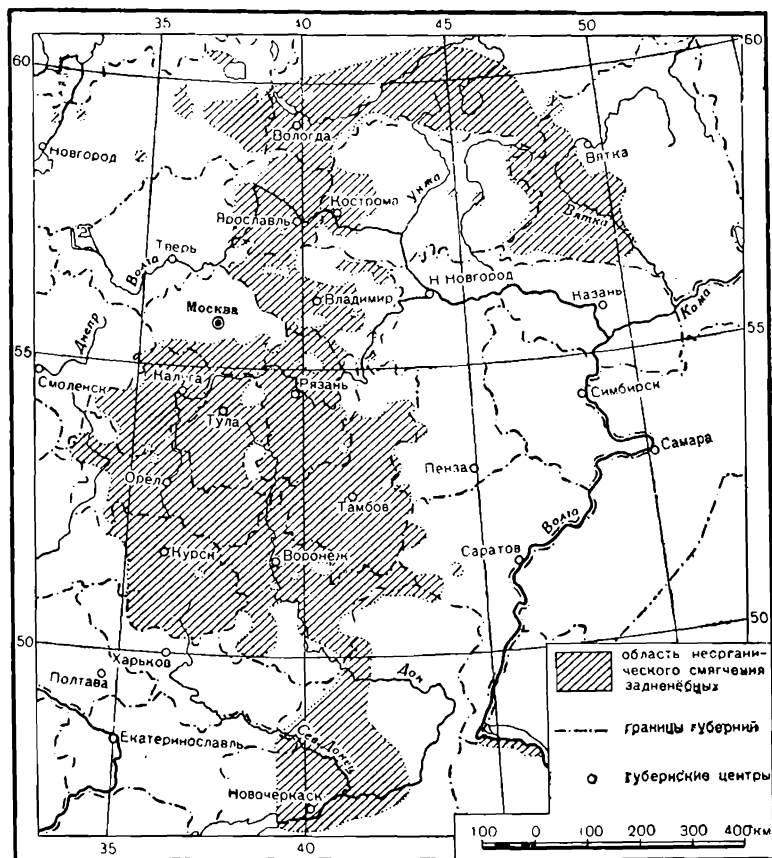 35
40
45
50
60
60
Вологда
Вятка
Новгород
Унжа
Кострома
Ярославль
Вятка
Тверь
Волга
Н Новгород
Владимир
Казань
Москва
Кама
Днепр
55
55
Калуга
Смоленск
Рязань
Симбирск
Тула
Самара
Пенза
Орёл
Тамбов
Волга
Саратов
Курск
Воронеж
50
50
Харьков
Дон
Полтава
Сев Донец
Екатеринославль
Новочеркаск
35
40
область неоргани-
ческого смягчения
задненёбных
границы губерний
губернские центры
100 0 100 200 300 400км